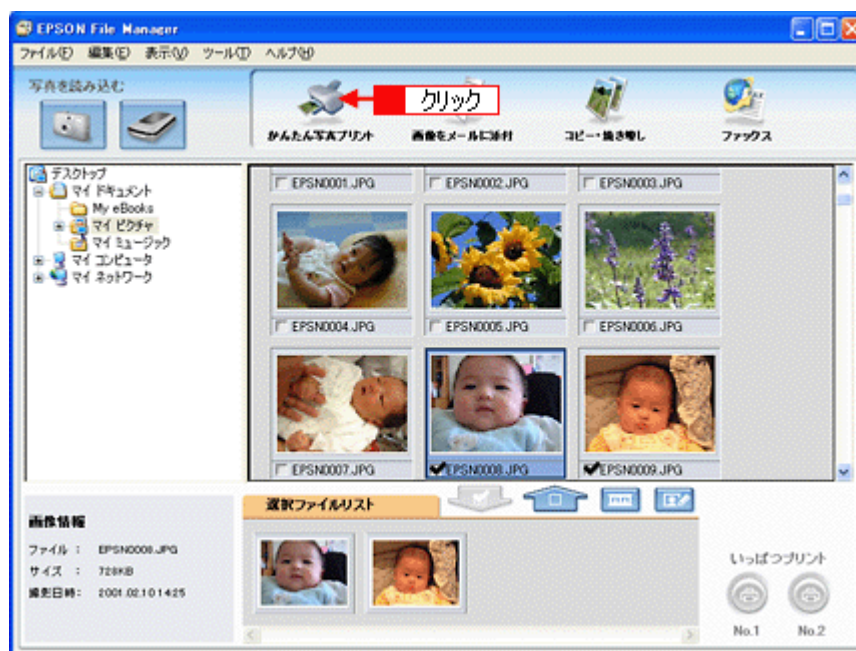 EPSON File Manager
ファイル(F) 編集(E) 表示(V) ツール(T) ヘルプ(H)
写真を読み込む
クリック
かんたん写真プリント 画像をメールに添付 コピー・焼き増し ファックス
デスクトップ
マイ ドキュメント
My eBooks
マイ ピクチャ
マイ ミュージック
マイ コンピュータ
マイ ネットワーク
EPSN0001.JPG EPSN0002.JPG EPSN0003.JPG
EPSN0004.JPG EPSN0005.JPG EPSN0006.JPG
EPSN0007.JPG EPSN0008.JPG EPSN0009.JPG
選択ファイルリスト
画像情報
ファイル : EPSN0008.JPG
サイズ : 728KB
撮影日時: 2001.02.10 14:25
いっぱつプリント
No.1 No.2